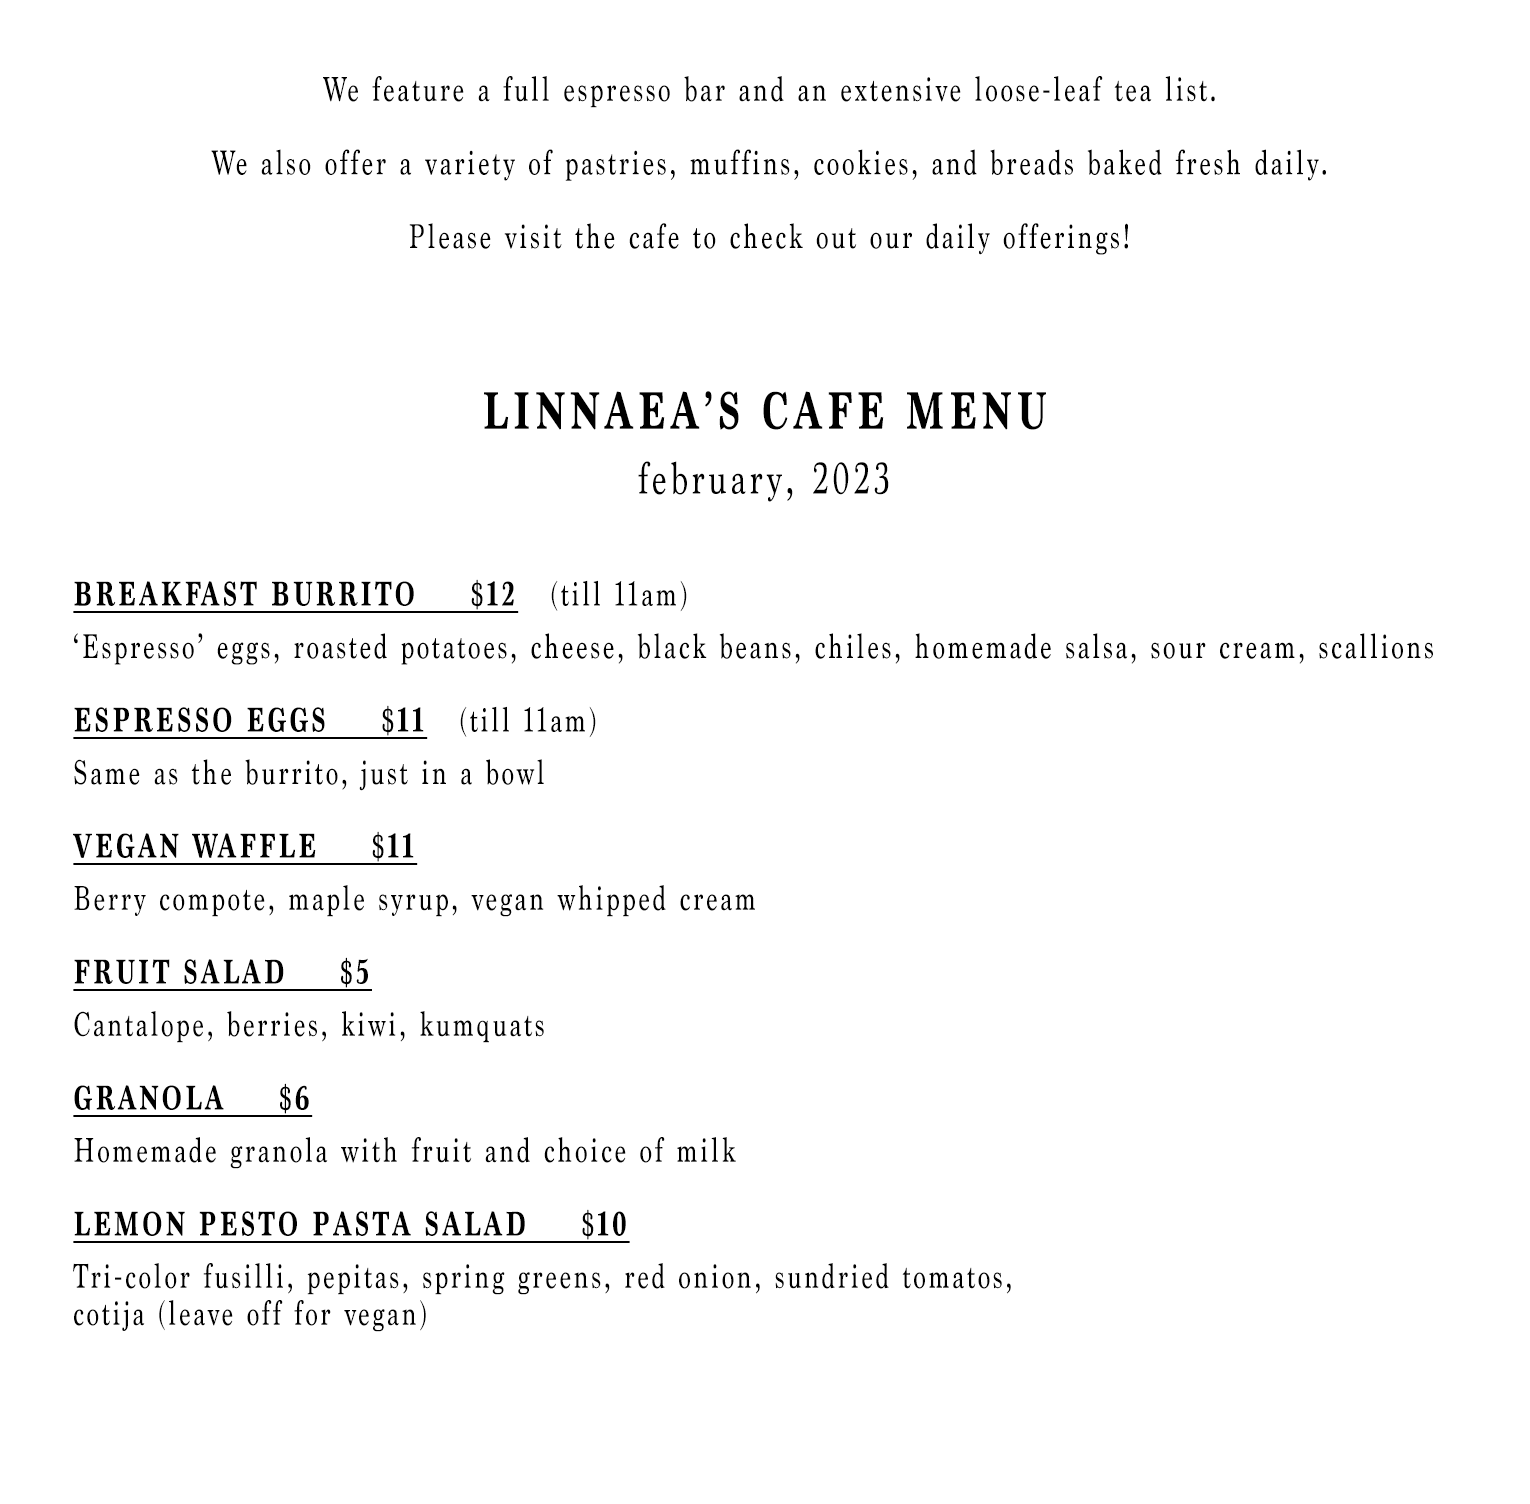 We feature a full espresso bar and an extensive loose-leaf tea list.
We also offer a variety of pastries, muffins, cookies, and breads baked fresh daily.
Please visit the cafe to check out our daily offerings!
LINNAEA’S CAFE MENU
february, 2023
BREAKFAST BURRITO $12 (till 11am)
‘Espresso’ eggs, roasted potatoes, cheese, black beans, chiles, homemade salsa, sour cream, scallions
ESPRESSO EGGS $11 (till 11am)
Same as the burrito, just in a bowl
VEGAN WAFFLE $11
Berry compote, maple syrup, vegan whipped cream
FRUIT SALAD $5
Cantalope, berries, kiwi, kumquats
GRANOLA $6
Homemade granola with fruit and choice of milk
LEMON PESTO PASTA SALAD $10
Tri-color fusilli, pepitas, spring greens, red onion, sundried tomatos,
cotija (leave off for vegan)